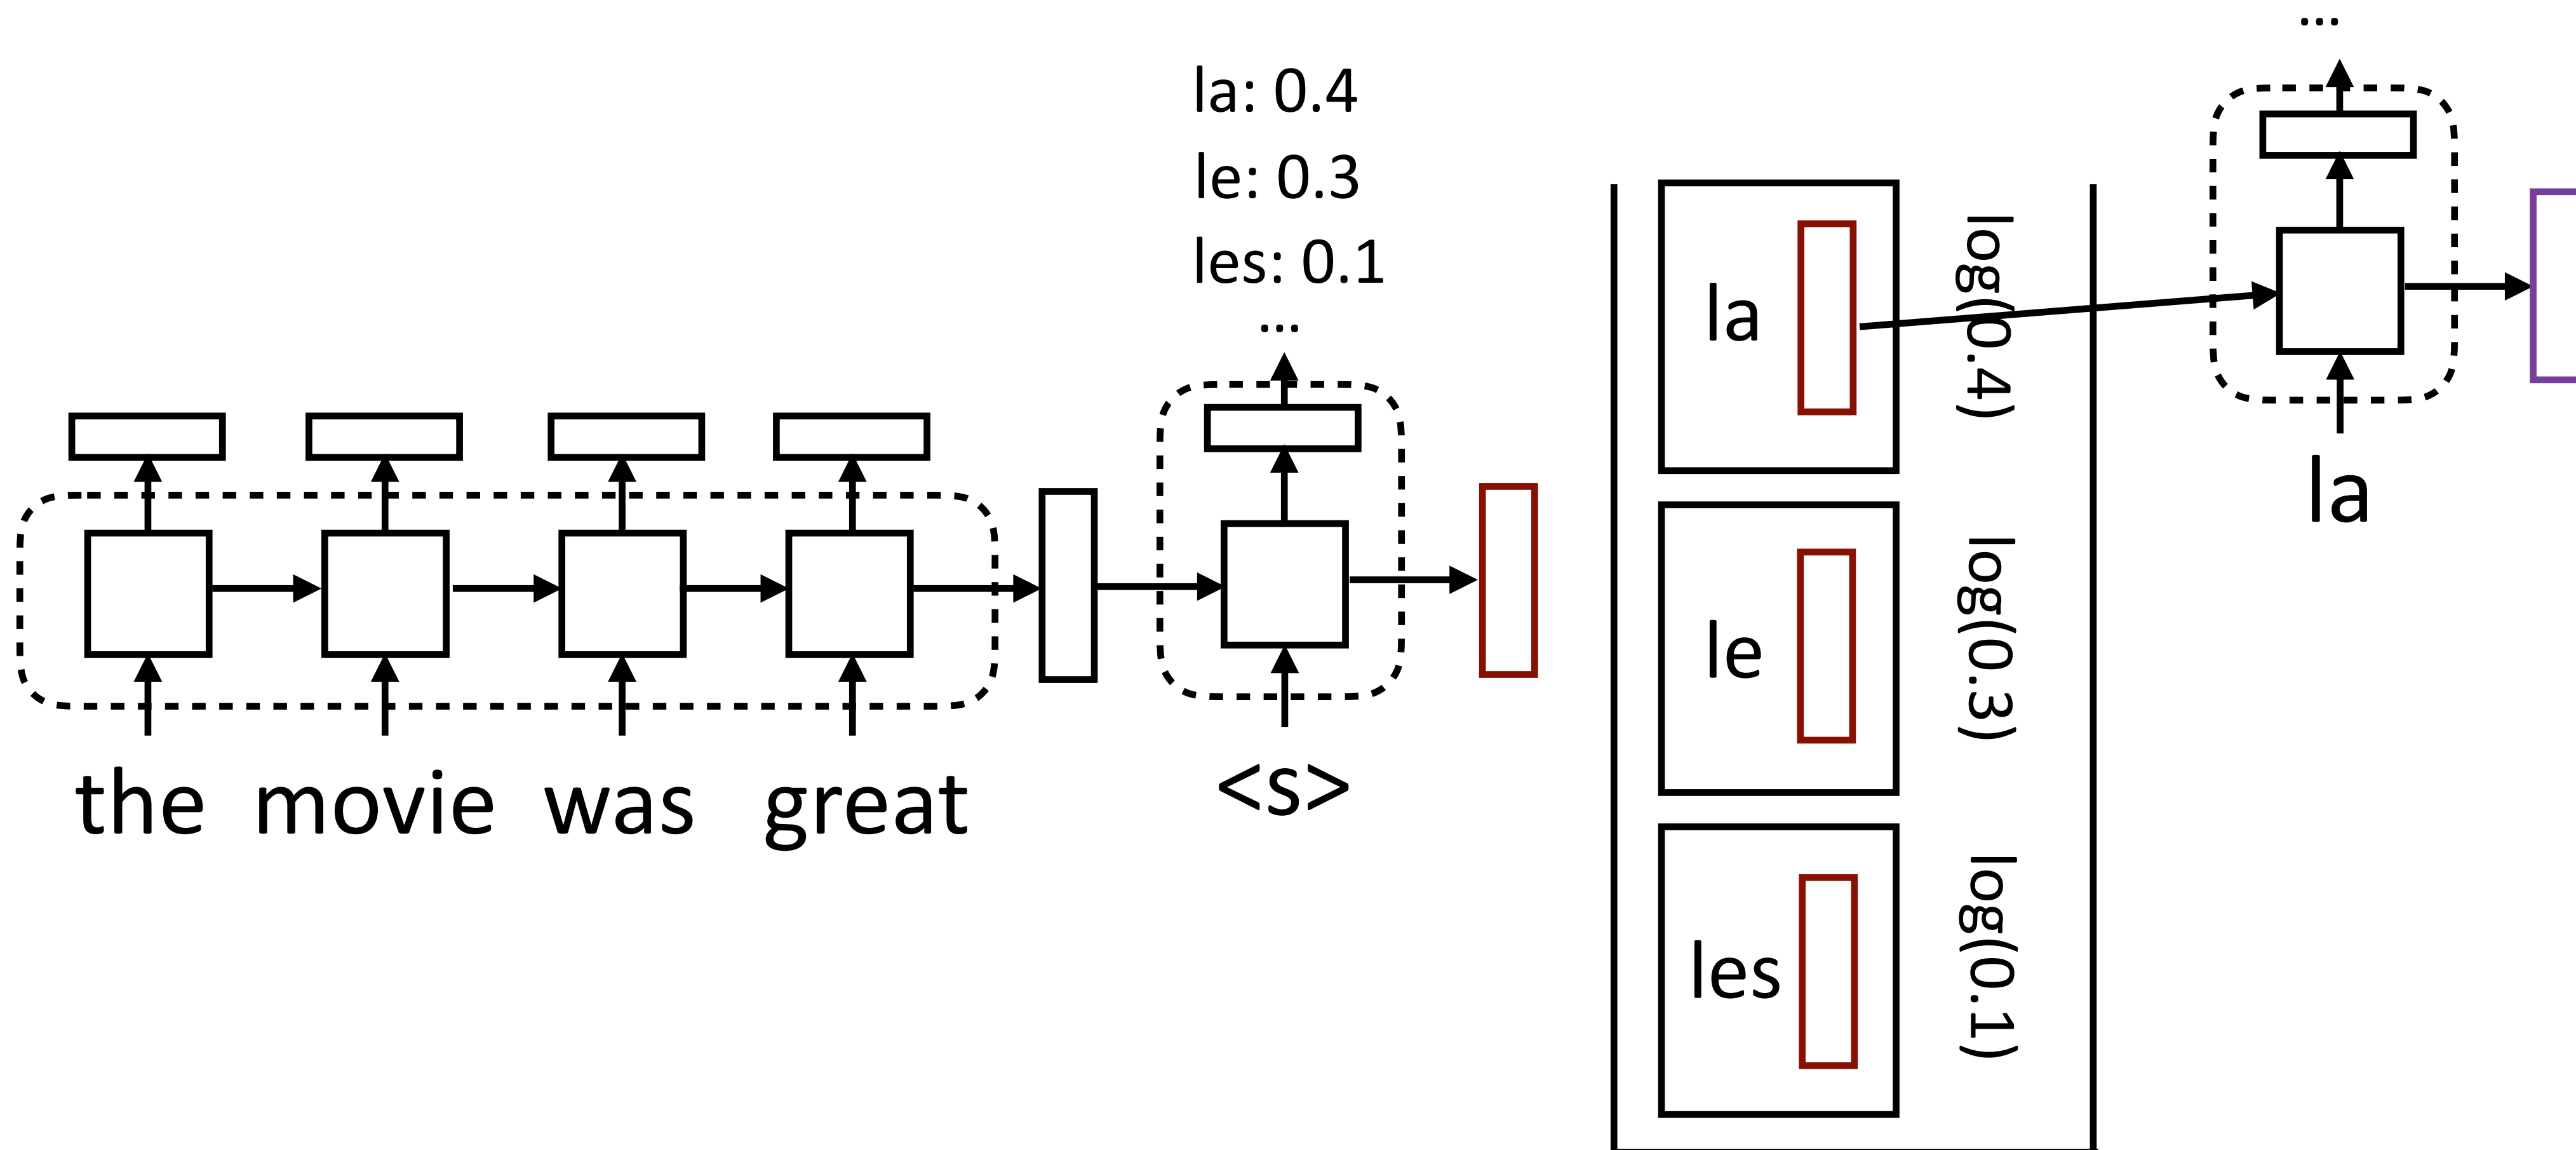 the movie was great
la: 0.4
le: 0.3
les: 0.1
...
<s>
la
log(0.4)
le
log(0.3)
les
log(0.1)
...
la